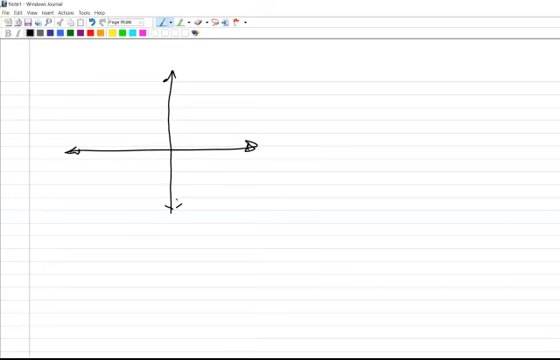 Note1 - Windows Journal
File Edit View Insert Actions Tools Help
Page Width